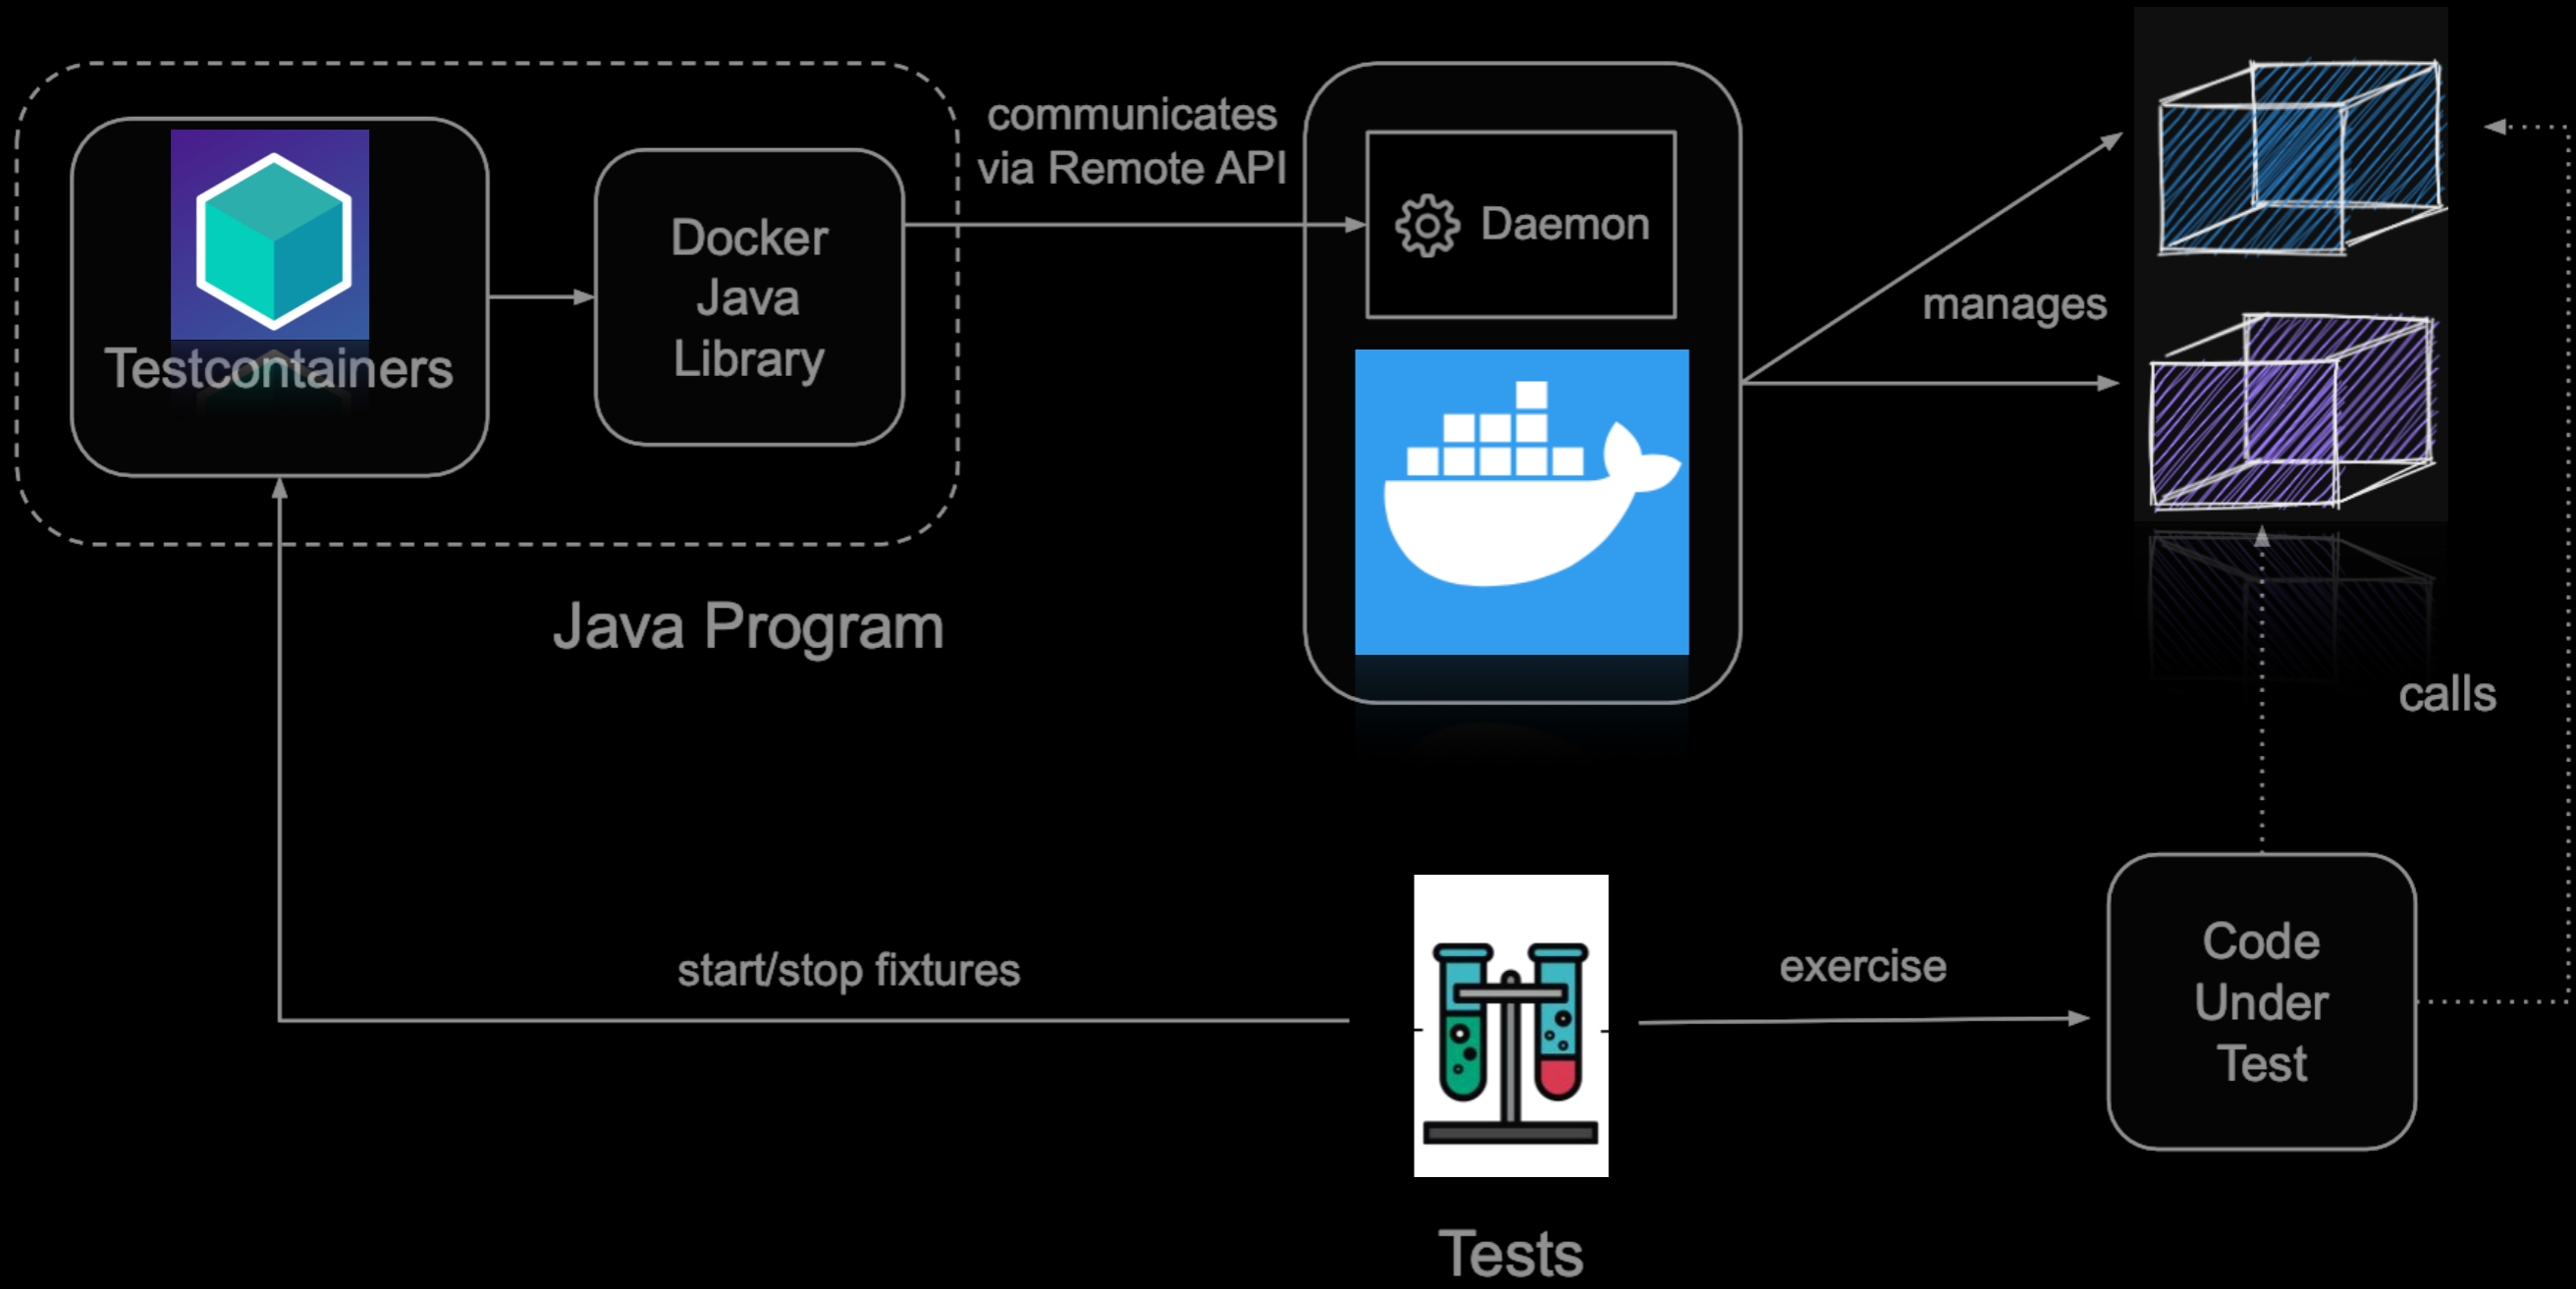 Testcontainers
Docker
Java
Library
communicates
via Remote API
Daemon
manages
Java Program
calls
start/stop fixtures
exercise
Code
Under
Test
Tests